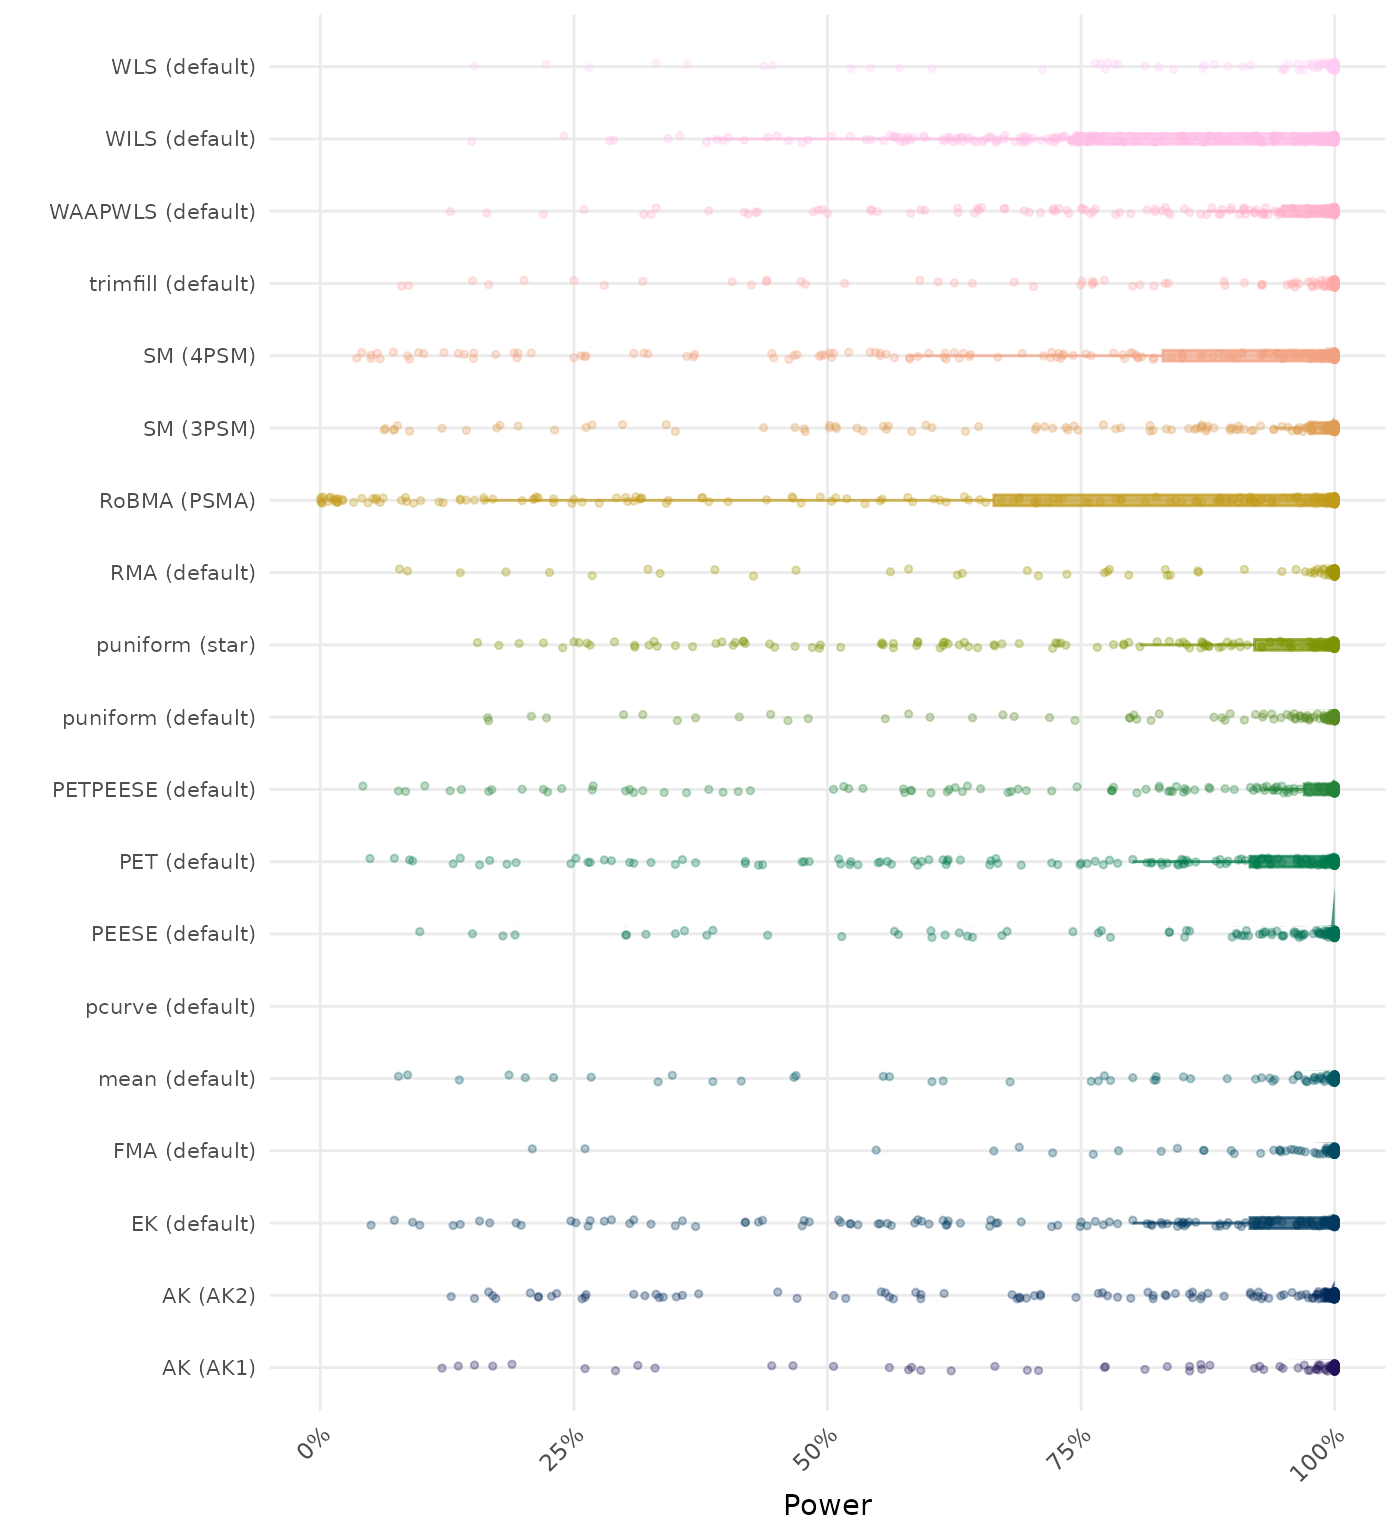 WLS (default)
WILS (default)
WAAPWLS (default)
trimfill (default)
SM (4PSM)
SM (3PSM)
RoBMA (PSMA)
RMA (default)
puniform (star)
puniform (default)
PETPEESE (default)
PET (default)
PEESE (default)
pcurve (default)
mean (default)
FMA (default)
EK (default)
AK (AK2)
AK (AK1)
0%
25%
50%
75%
100%
Power